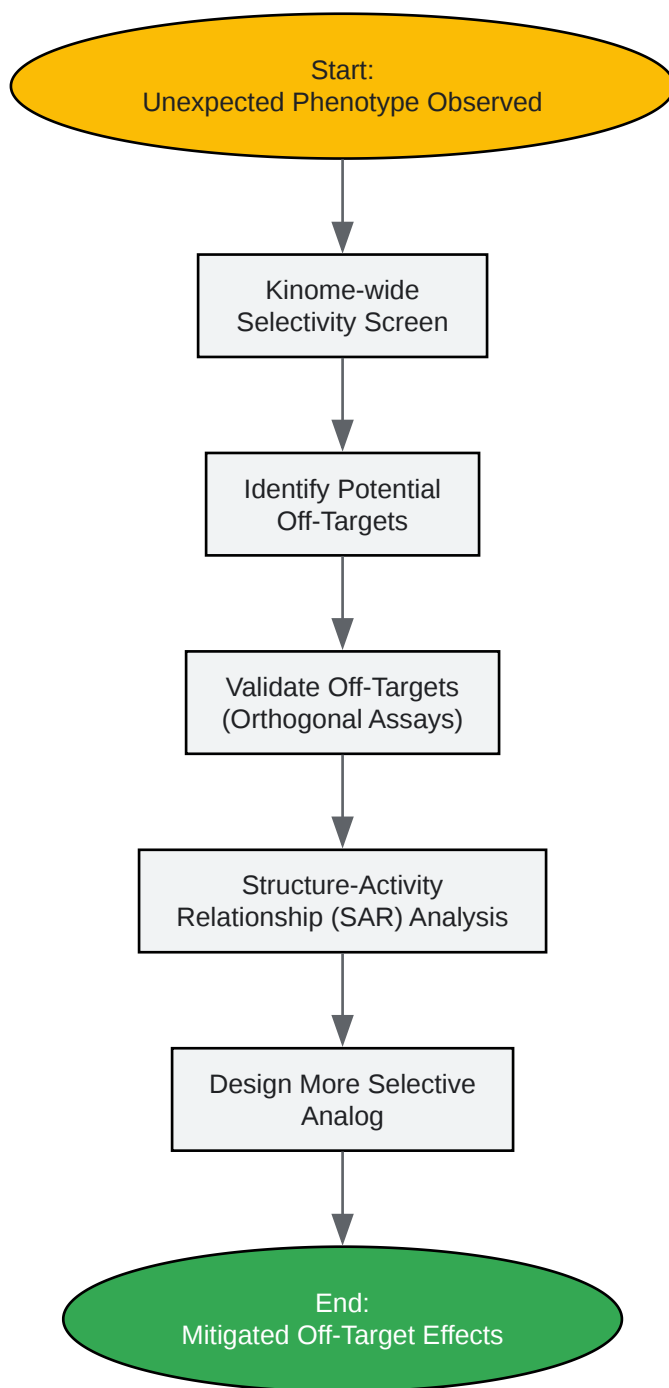 Start:
Unexpected Phenotype Observed
Kinome-wide
Selectivity Screen
Identify Potential
Off-Targets
Validate Off-Targets
(Orthogonal Assays)
Structure-Activity
Relationship (SAR) Analysis
Design More Selective
Analog
End:
Mitigated Off-Target Effects